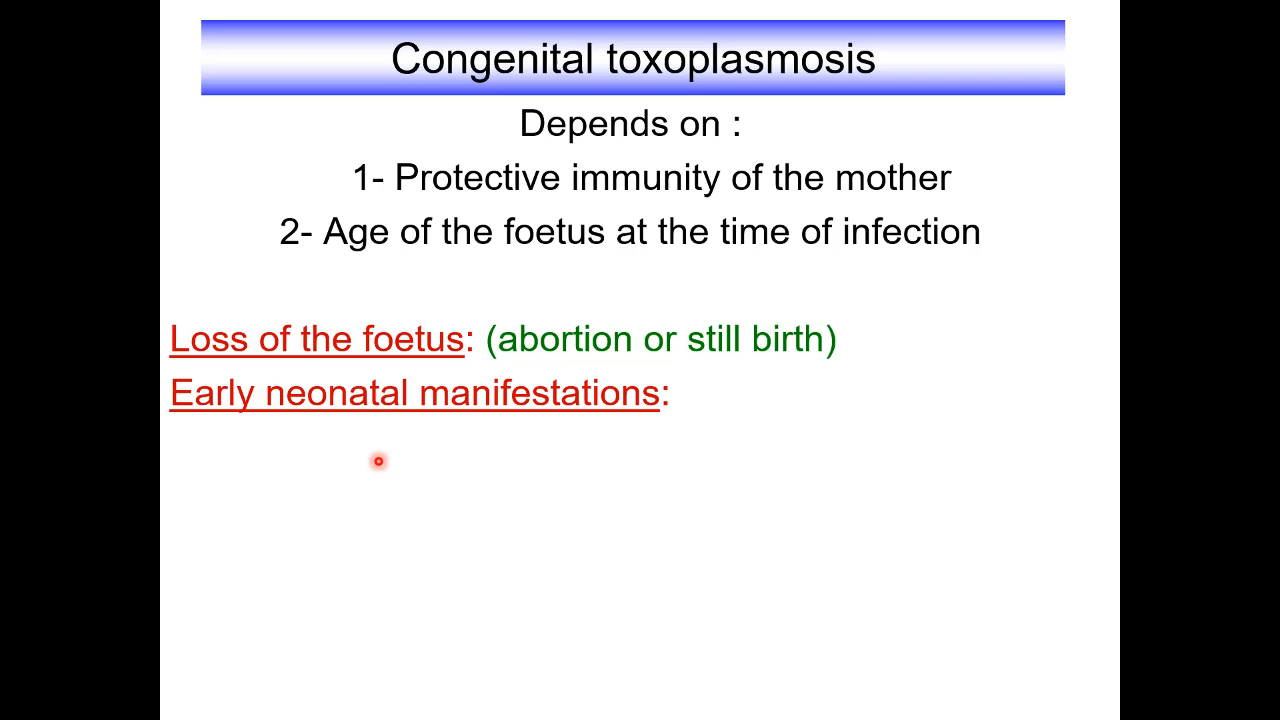 Congenital toxoplasmosis
Depends on :
1- Protective immunity of the mother
2- Age of the foetus at the time of infection
Loss of the foetus: (abortion or still birth)
Early neonatal manifestations: